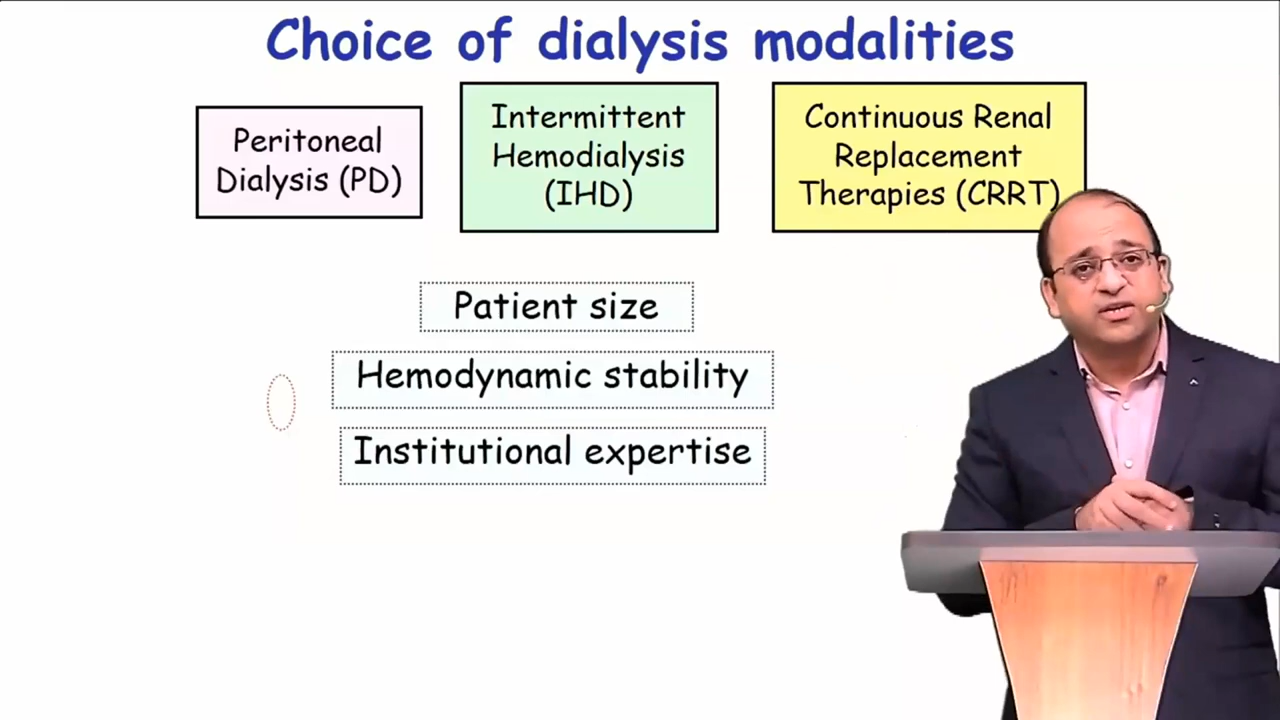 Choice of dialysis modalities
Peritoneal
Dialysis (PD)
Intermittent
Hemodialysis
(IHD)
Continuous Renal
Replacement
Therapies (CRRT)
Patient size
Hemodynamic stability
Institutional expertise